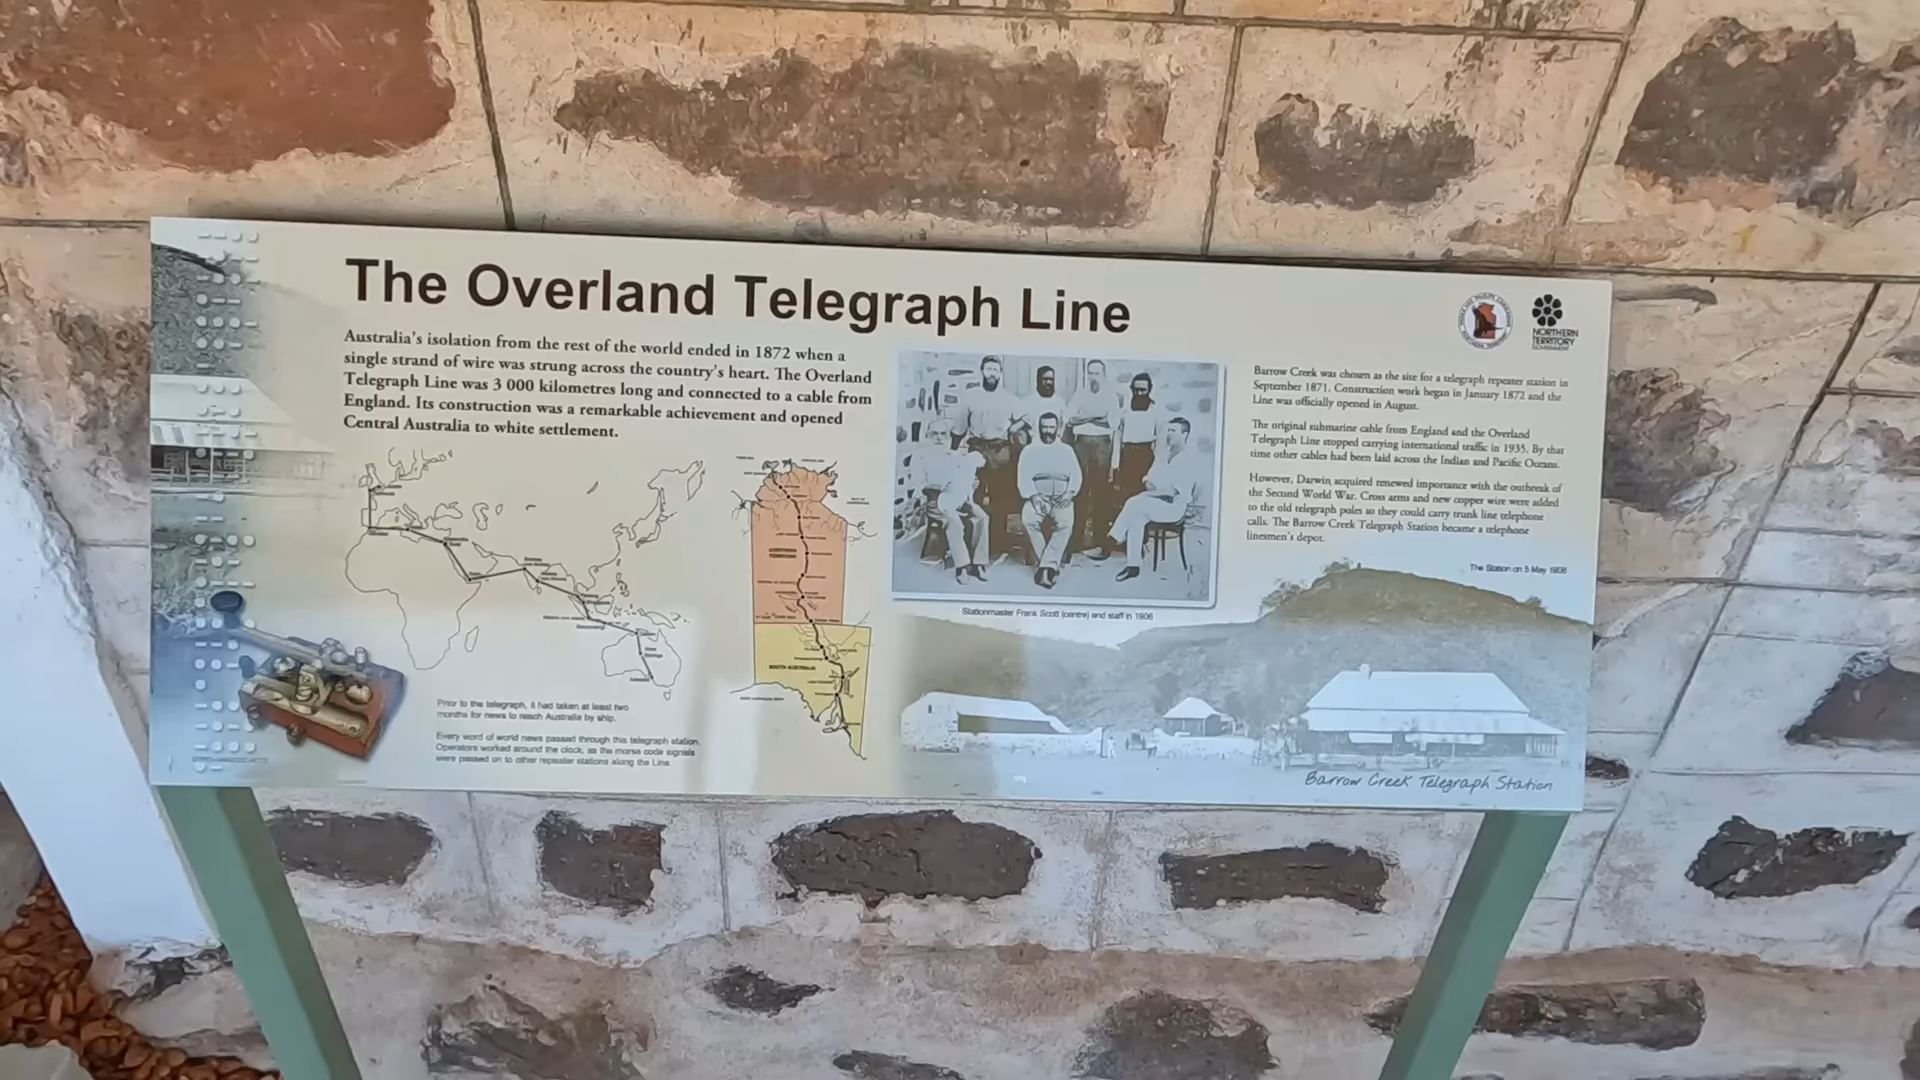 The Overland Telegraph Line
Australia's isolation from the rest of the world ended in 1872 when a
single strand of wire was strung across the country's heart. The Overland
Telegraph Line was 3 000 kilometres long and connected to a cable from
England. Its construction was a remarkable achievement and opened
Central Australia to white settlement.
NORTHERN
TERRITORY
SOUTH AUSTRALIA
Prior to the telegraph, it had taken at least two
months for news to reach Australia by ship.
Every word of world news passed through this telegraph station.
Operators worked around the clock, as the morse code signals
were passed on to other repeater stations along the Line.
Stationmaster Frank Scott (centre) and staff in 1906
NORTHERN
TERRITORY
GOVERNMENT
Barrow Creek was chosen as the site for a telegraph repeater station in
September 1871. Construction work began in January 1872 and the
Line was officially opened in August.
The original submarine cable from England and the Overland
Telegraph Line stopped carrying international traffic in 1935. By that
time other cables had been laid across the Indian and Pacific Oceans.
However, Darwin acquired renewed importance with the outbreak of
the Second World War. Cross arms and new copper wire were added
to the old telegraph poles so they could carry trunk line telephone
calls. The Barrow Creek Telegraph Station became a telephone
linesmen's depot.
The Station on 5 May 1906
Barrow Creek Telegraph Station